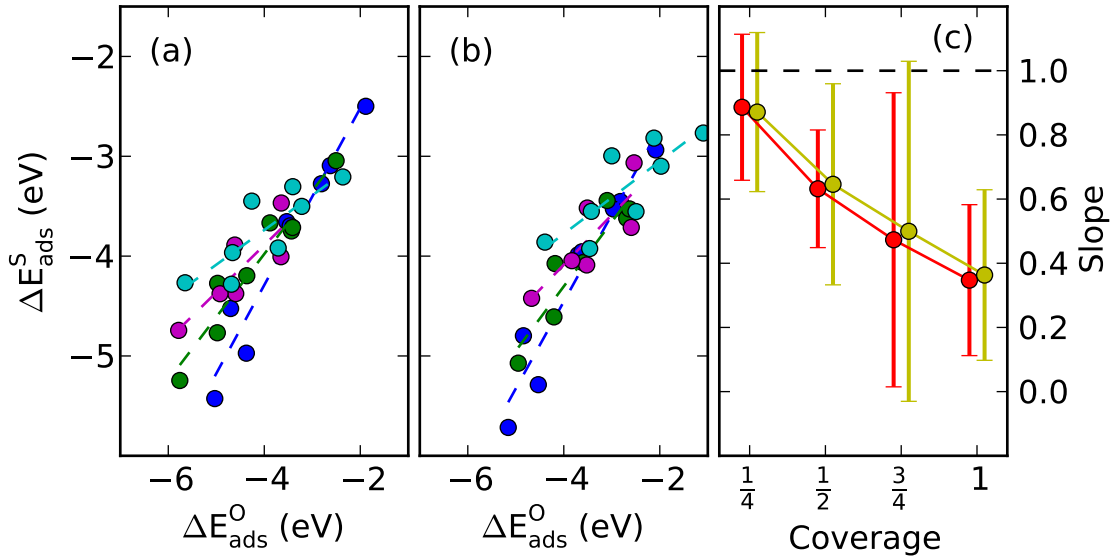 (a)
(b)
(c)
−2
−3
−4
−5
ΔE^S_ads (eV)
−6
−4
−2
ΔE^O_ads (eV)
−6
−4
−2
ΔE^O_ads (eV)
1/4
1/2
3/4
1
Coverage
1.0
0.8
0.6
0.4
0.2
0.0
Slope